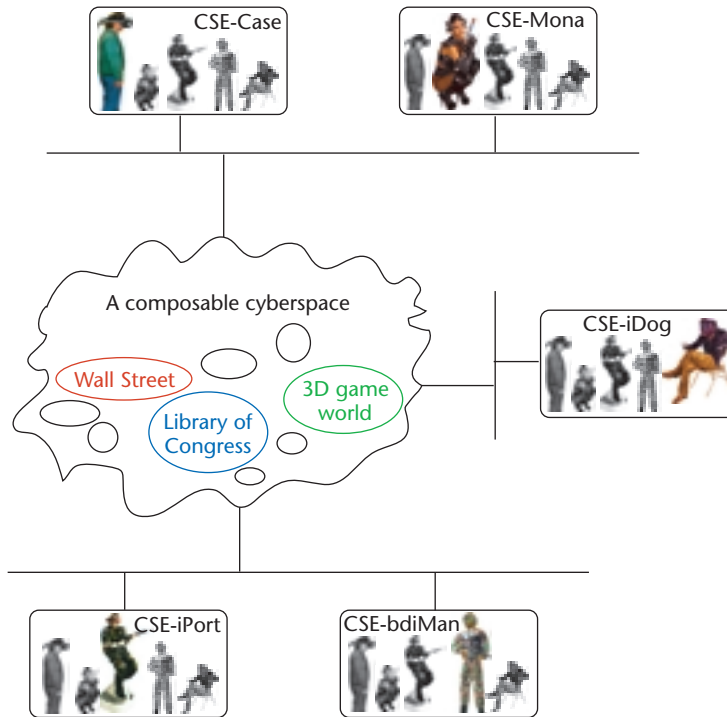 CSE-Case
CSE-Mona
A composable cyberspace
CSE-iDog
Wall Street
3D game
world
Library of
Congress
CSE-iPort
CSE-bdiMan